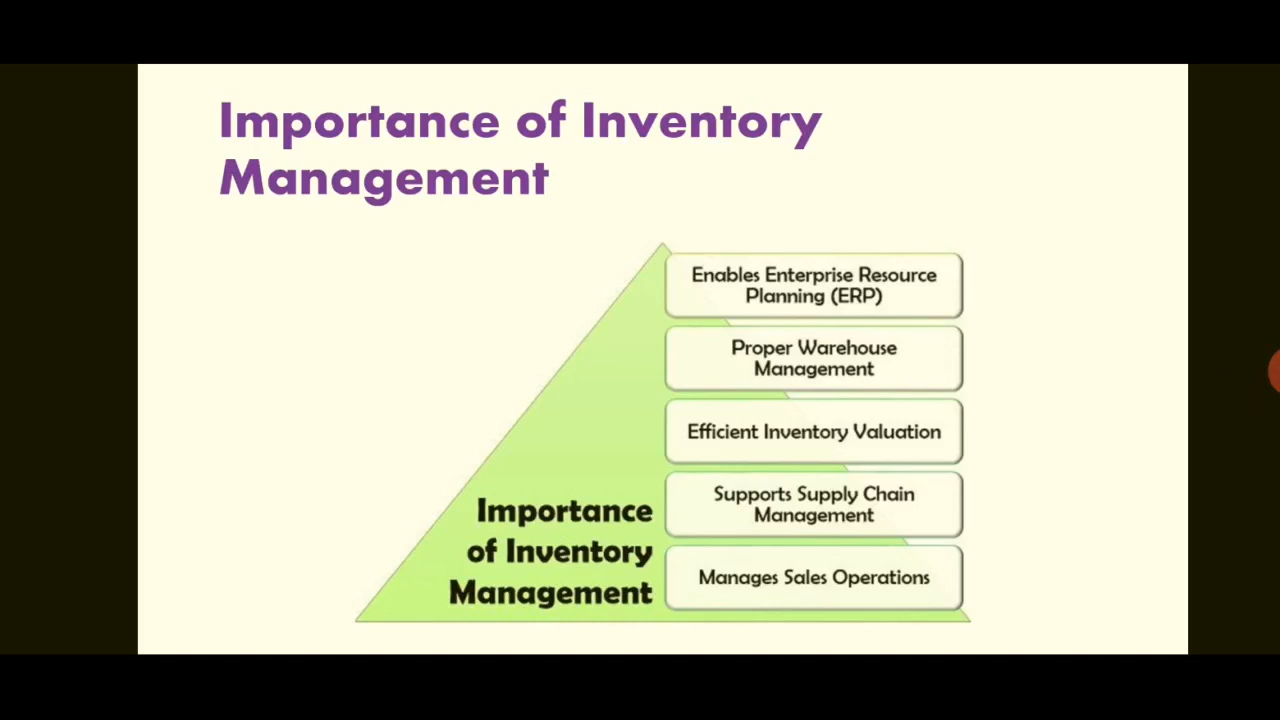 Importance of Inventory
Management
Enables Enterprise Resource
Planning (ERP)
Proper Warehouse
Management
Efficient Inventory Valuation
Supports Supply Chain
Management
Manages Sales Operations
Importance
of Inventory
Management